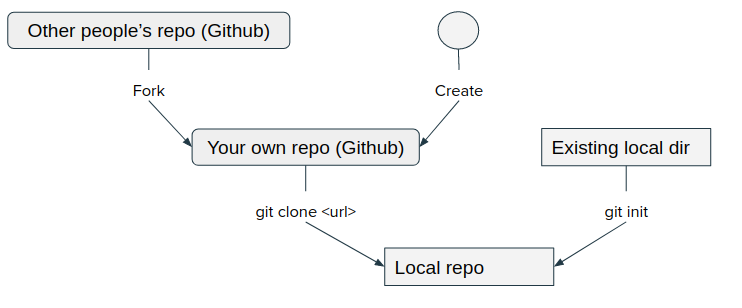 Other people’s repo (Github)
Fork
Create
Your own repo (Github)
Existing local dir
git clone <url>
git init
Local repo